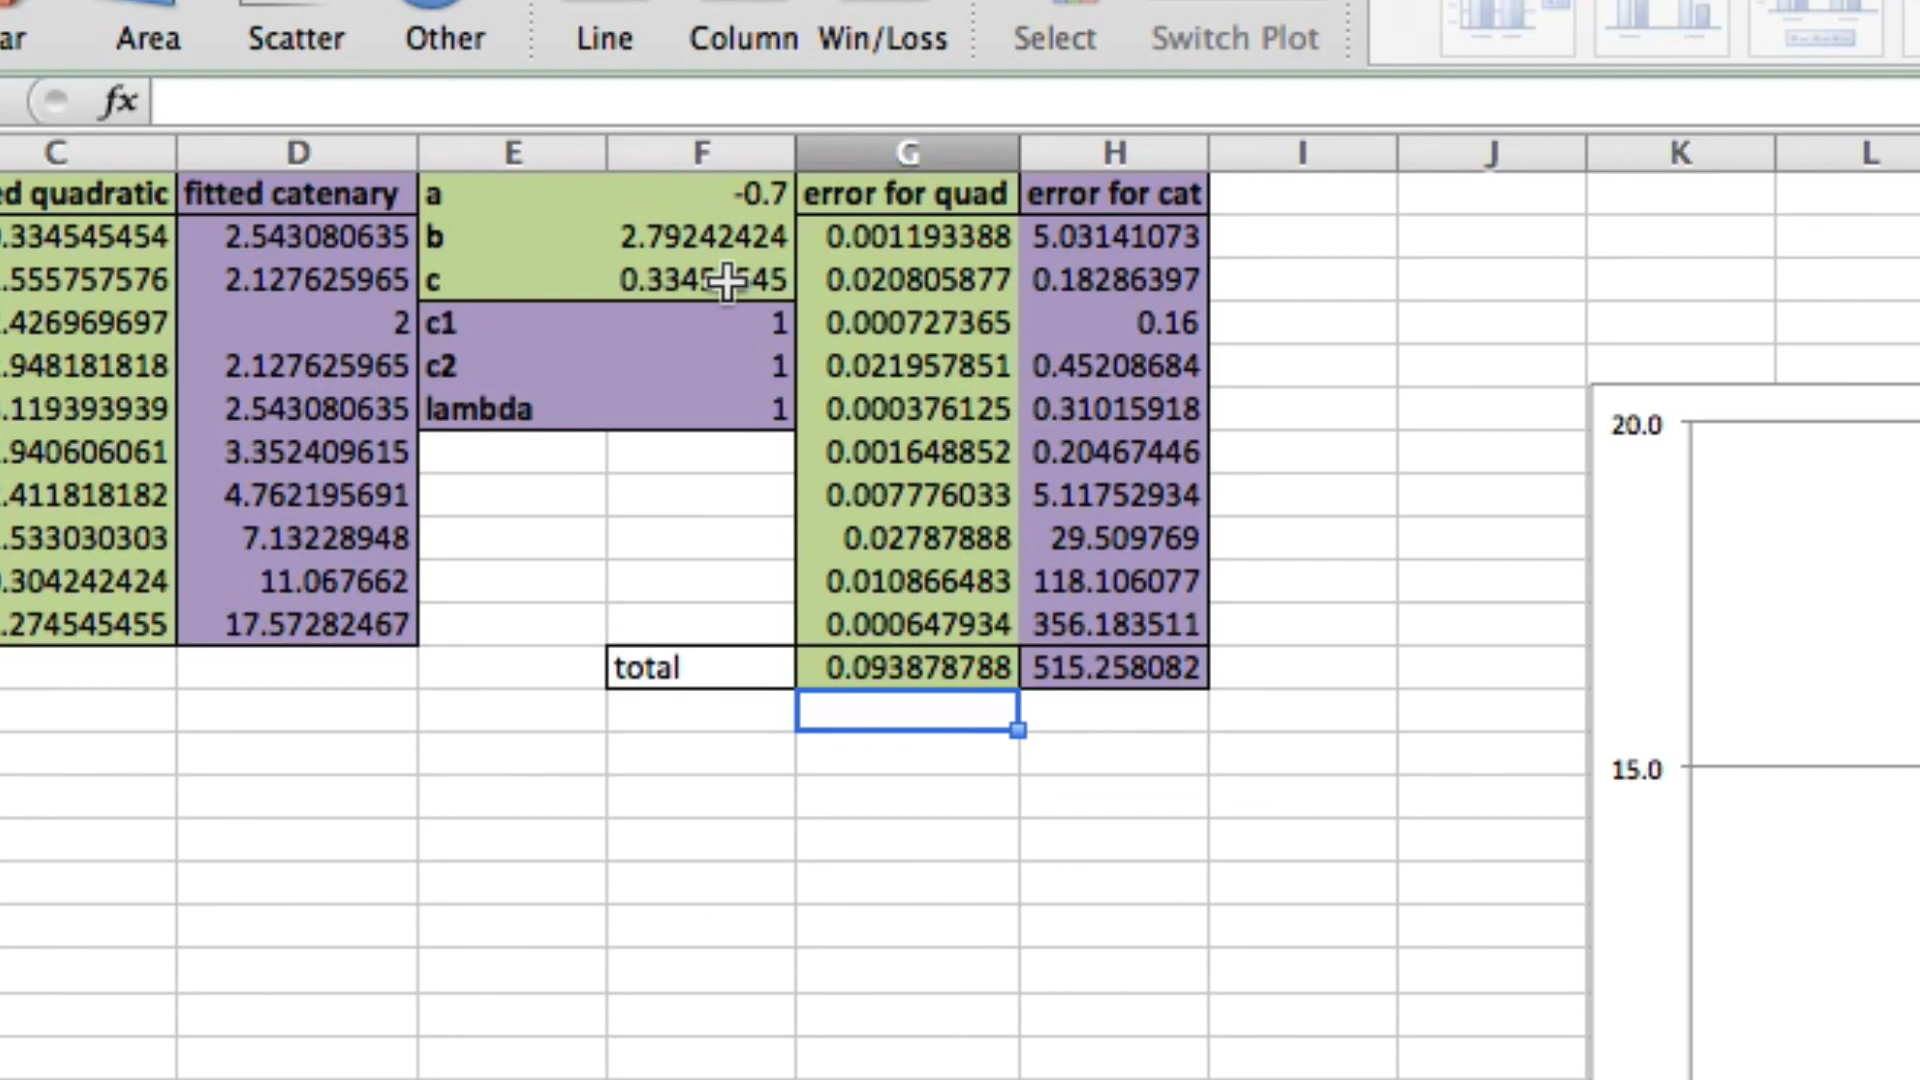 ar Area Scatter Other Line Column Win/Loss Select Switch Plot
fx
C D E F G H I J K L
ed quadratic fitted catenary a -0.7 error for quad error for cat
.334545454 2.543080635 b 2.79242424 0.001193388 5.03141073
.555757576 2.127625965 c 0.020805877 0.18286397
.426969697 2 c1 1 0.000727365 0.16
.948181818 2.127625965 c2 1 0.021957851 0.45208684
.119393939 2.543080635 lambda 1 0.000376125 0.31015918
.940606061 3.352409615 0.001648852 0.20467446
.411818182 4.762195691 0.007776033 5.11752934
.533030303 7.13228948 0.02787888 29.509769
.304242424 11.067662 0.010866483 118.106077
.274545455 17.57282467 0.000647934 356.183511
total 0.093878788 515.258082
20.0
15.0